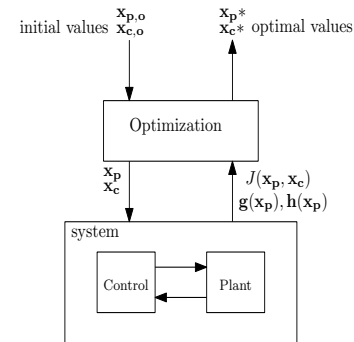 initial values x_p,o x_c,o
x_p* x_c* optimal values
Optimization
x_p
x_c
J(x_p, x_c)
g(x_p), h(x_p)
system
Control
Plant